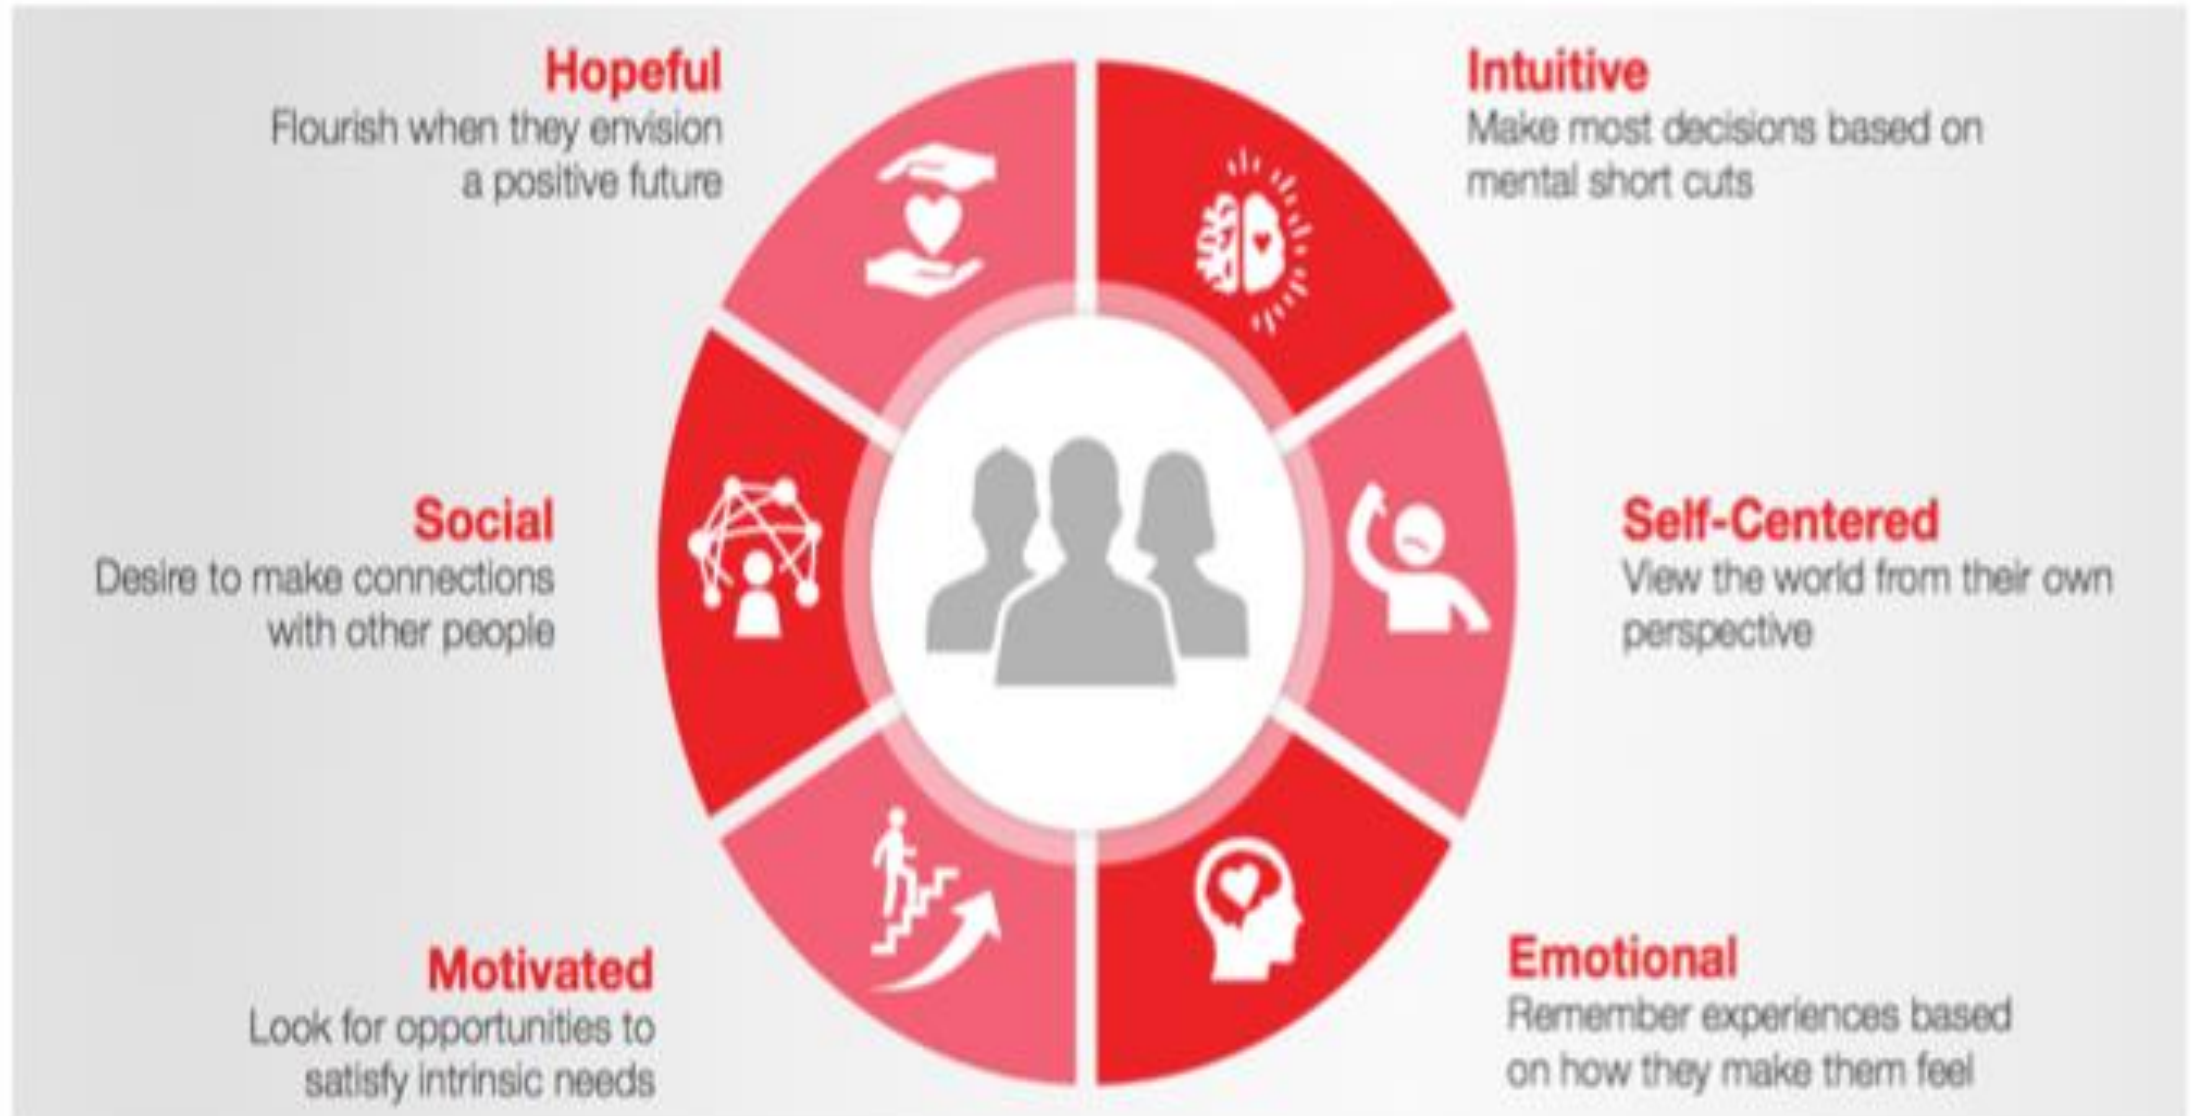 Hopeful
Flourish when they envision
a positive future
Intuitive
Make most decisions based on
mental short cuts
Social
Desire to make connections
with other people
Self-Centered
View the world from their own
perspective
Motivated
Look for opportunities to
satisfy intrinsic needs
Emotional
Remember experiences based
on how they make them feel